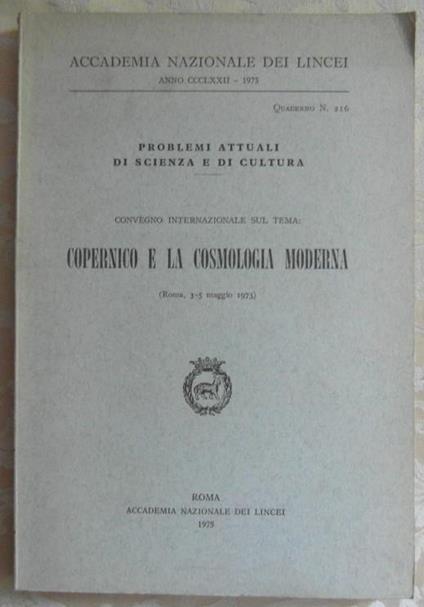 ACCADEMIA NAZIONALE DEI LINCEI
ANNO CCCLXXII - 1975
QUADERNO N. 216
PROBLEMI ATTUALI
DI SCIENZA E DI CULTURA
CONVEGNO INTERNAZIONALE SUL TEMA:
COPERNICO E LA COSMOLOGIA MODERNA
(Roma, 3-5 maggio 1973)
ROMA
ACCADEMIA NAZIONALE DEI LINCEI
1975